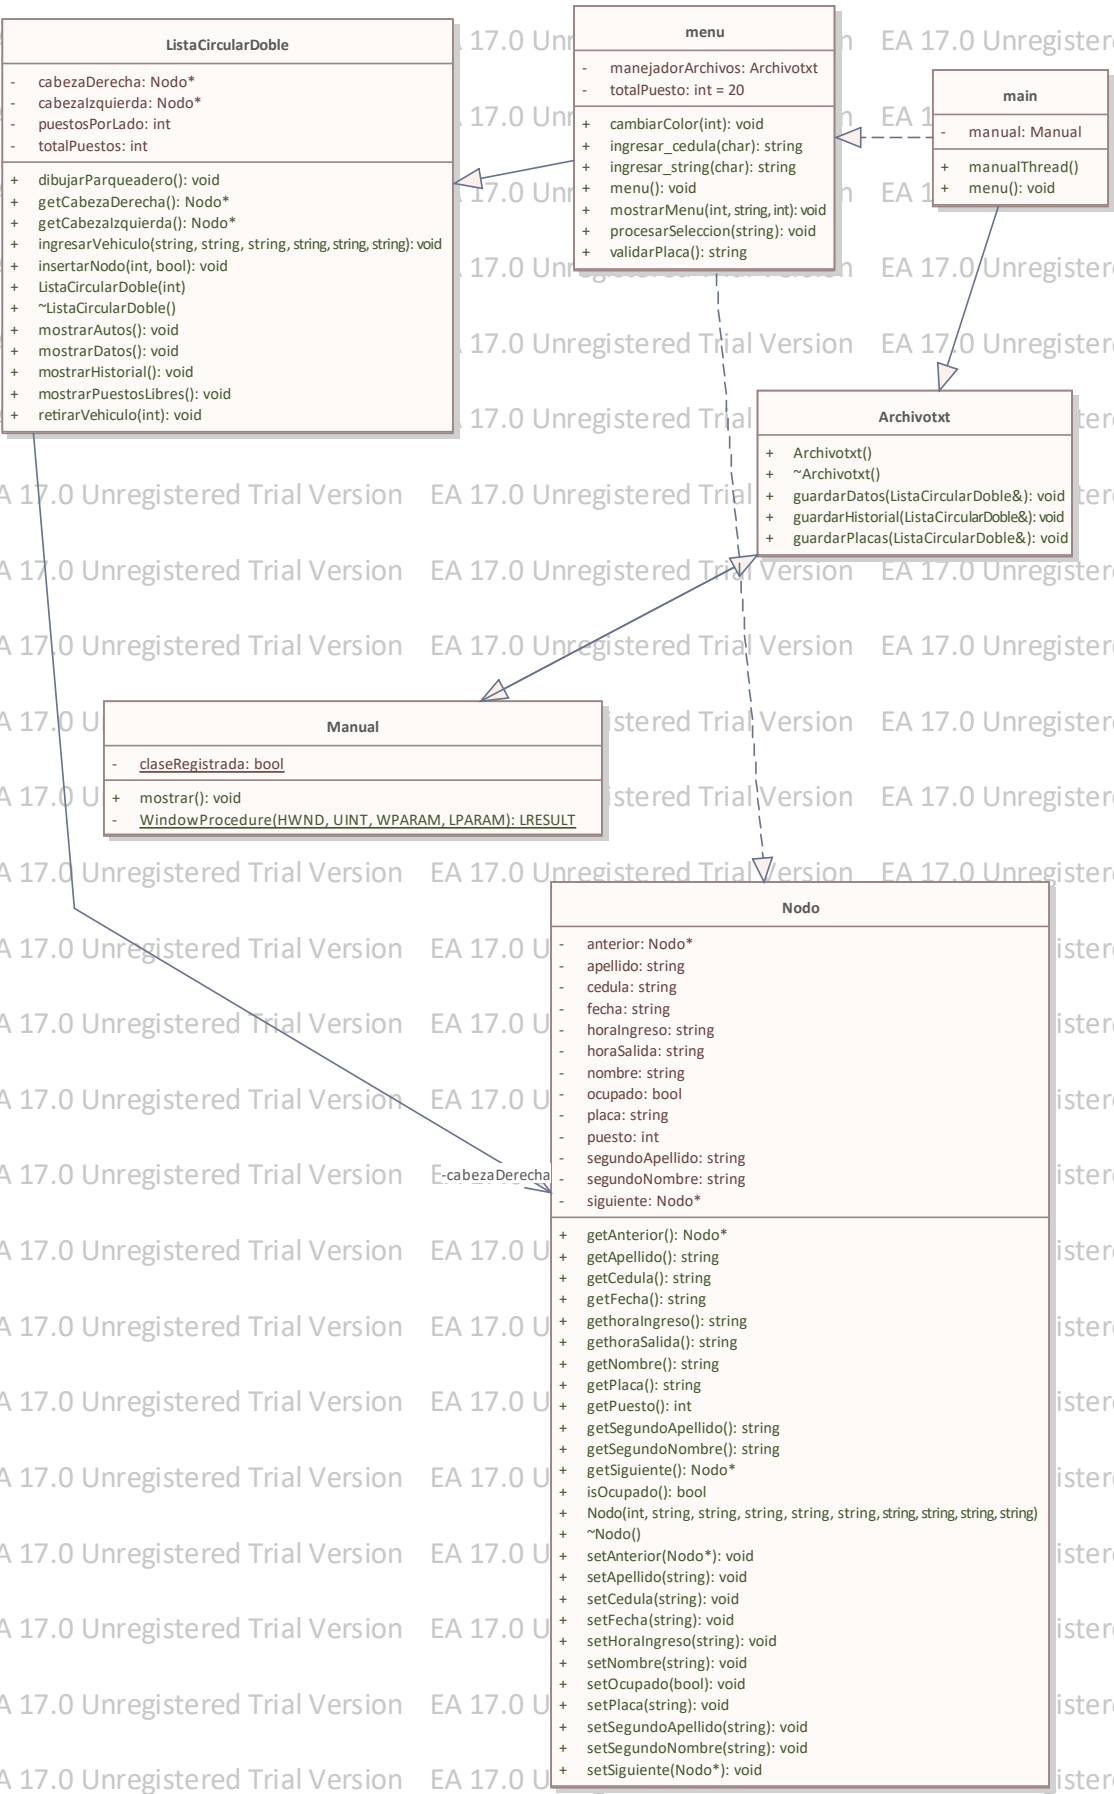 ListaCircularDoble
- cabezaDerecha: Nodo*
- cabezaIzquierda: Nodo*
- puestosPorLado: int
- totalPuestos: int
+ dibujarParqueadero(): void
+ getCabezaDerecha(): Nodo*
+ getCabezaIzquierda(): Nodo*
+ ingresarVehiculo(string, string, string, string, string, string): void
+ insertarNodo(int, bool): void
+ ListaCircularDoble(int)
+ ~ListaCircularDoble()
+ mostrarAutos(): void
+ mostrarDatos(): void
+ mostrarHistorial(): void
+ mostrarPuestosLibres(): void
+ retirarVehiculo(int): void
menu
- manejadorArchivos: Archivotxt
- totalPuesto: int = 20
+ cambiarColor(int): void
+ ingresar_cedula(char): string
+ ingresar_string(char): string
+ menu(): void
+ mostrarMenu(int, string, int): void
+ procesarSeleccion(string): void
+ validarPlaca(): string
main
- manual: Manual
+ manualThread()
+ menu(): void
Archivotxt
+ Archivotxt()
+ ~Archivotxt()
+ guardarDatos(ListaCircularDoble&): void
+ guardarHistorial(ListaCircularDoble&): void
+ guardarPlacas(ListaCircularDoble&): void
Manual
- claseRegistrada: bool
+ mostrar(): void
- WindowProcedure(HWND, UINT, WPARAM, LPARAM): LRESULT
-cabezaDerecha
Nodo
- anterior: Nodo*
- apellido: string
- cedula: string
- fecha: string
- horaIngreso: string
- horaSalida: string
- nombre: string
- ocupado: bool
- placa: string
- puesto: int
- segundoApellido: string
- segundoNombre: string
- siguiente: Nodo*
+ getAnterior(): Nodo*
+ getApellido(): string
+ getCedula(): string
+ getFecha(): string
+ gethoraIngreso(): string
+ gethoraSalida(): string
+ getNombre(): string
+ getPlaca(): string
+ getPuesto(): int
+ getSegundoApellido(): string
+ getSegundoNombre(): string
+ getSiguiente(): Nodo*
+ isOcupado(): bool
+ Nodo(int, string, string, string, string, string, string, string, string, string)
+ ~Nodo()
+ setAnterior(Nodo*): void
+ setApellido(string): void
+ setCedula(string): void
+ setFecha(string): void
+ setHoraIngreso(string): void
+ setNombre(string): void
+ setOcupado(bool): void
+ setPlaca(string): void
+ setSegundoApellido(string): void
+ setSegundoNombre(string): void
+ setSiguiente(Nodo*): void
EA 17.0 Unregistered Trial Version